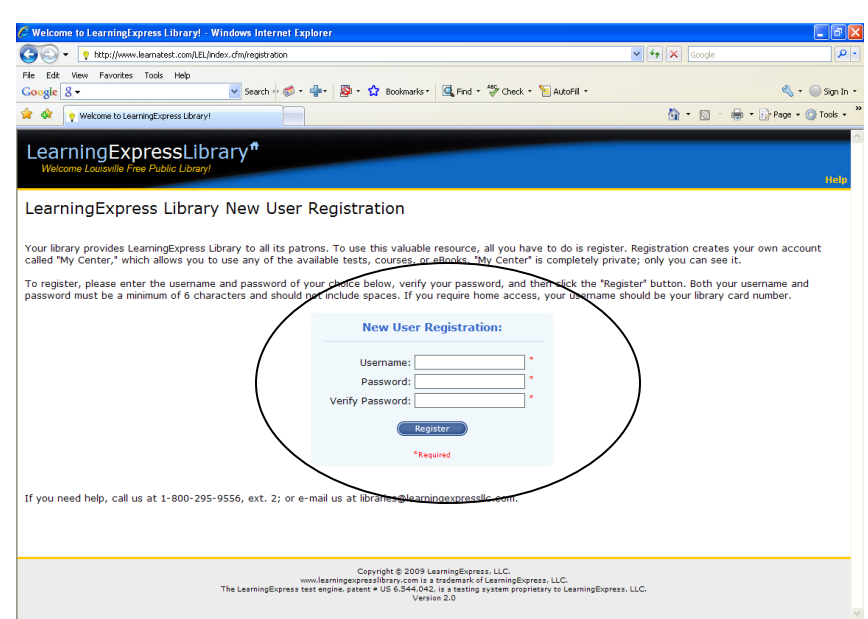 Welcome to LearningExpress Library! - Windows Internet Explorer
http://www.learnatest.com/LEL/index.cfm/registration
Google
File Edit View Favorites Tools Help
Google Search Bookmarks Find Check AutoFill Sign In
Welcome to LearningExpress Library! Page Tools
LearningExpressLibrary
Welcome Louisville Free Public Library!
Help
LearningExpress Library New User Registration
Your library provides LearningExpress Library to all its patrons. To use this valuable resource, all you have to do is register. Registration creates your own account
called "My Center," which allows you to use any of the available tests, courses, or eBooks. "My Center" is completely private; only you can see it.
To register, please enter the username and password of your choice below, verify your password, and then click the "Register" button. Both your username and
password must be a minimum of 6 characters and should not include spaces. If you require home access, your username should be your library card number.
New User Registration:
Username: *
Password: *
Verify Password: *
Register
*Required
If you need help, call us at 1-800-295-9556, ext. 2; or e-mail us at libraries@learningexpressllc.com.
Copyright © 2009 LearningExpress, LLC.
www.learningexpresslibrary.com is a trademark of LearningExpress, LLC.
The LearningExpress test engine, patent # US 6,544,042, is a testing system proprietary to LearningExpress, LLC.
Version 2.0